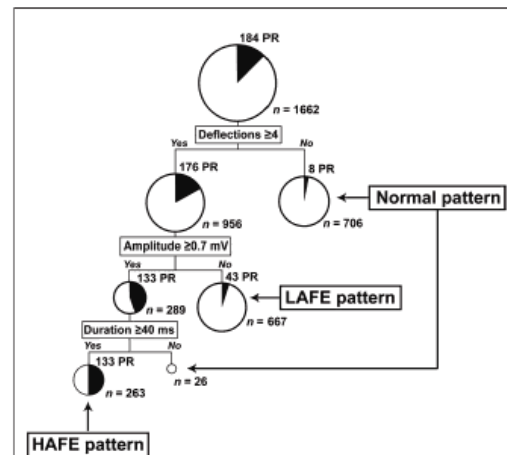 184 PR
n = 1662
Deflections ≥4
Yes No
176 PR 8 PR
Normal pattern
n = 956 n = 706
Amplitude ≥0.7 mV
Yes No
133 PR 43 PR
LAFE pattern
n = 289 n = 667
Duration ≥40 ms
Yes No
133 PR
n = 263 n = 26
HAFE pattern